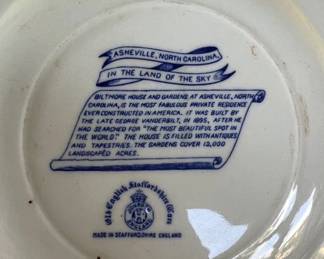 ASHEVILLE, NORTH CAROLINA
IN THE LAND OF THE SKY
BILTMORE HOUSE AND GARDENS, AT ASHEVILLE, NORTH
CAROLINA, IS THE MOST FABULOUS PRIVATE RESIDENCE
EVER CONSTRUCTED IN AMERICA. IT WAS BUILT BY
THE LATE GEORGE VANDERBILT, IN 1895, AFTER HE
HAD SEARCHED FOR "THE MOST BEAUTIFUL SPOT IN
THE WORLD". THE HOUSE IS FILLED WITH ANTIQUES,
AND TAPESTRIES. THE GARDENS COVER 12,000
LANDSCAPED ACRES.
Old English Staffordshire Ware
MADE IN STAFFORDSHIRE ENGLAND